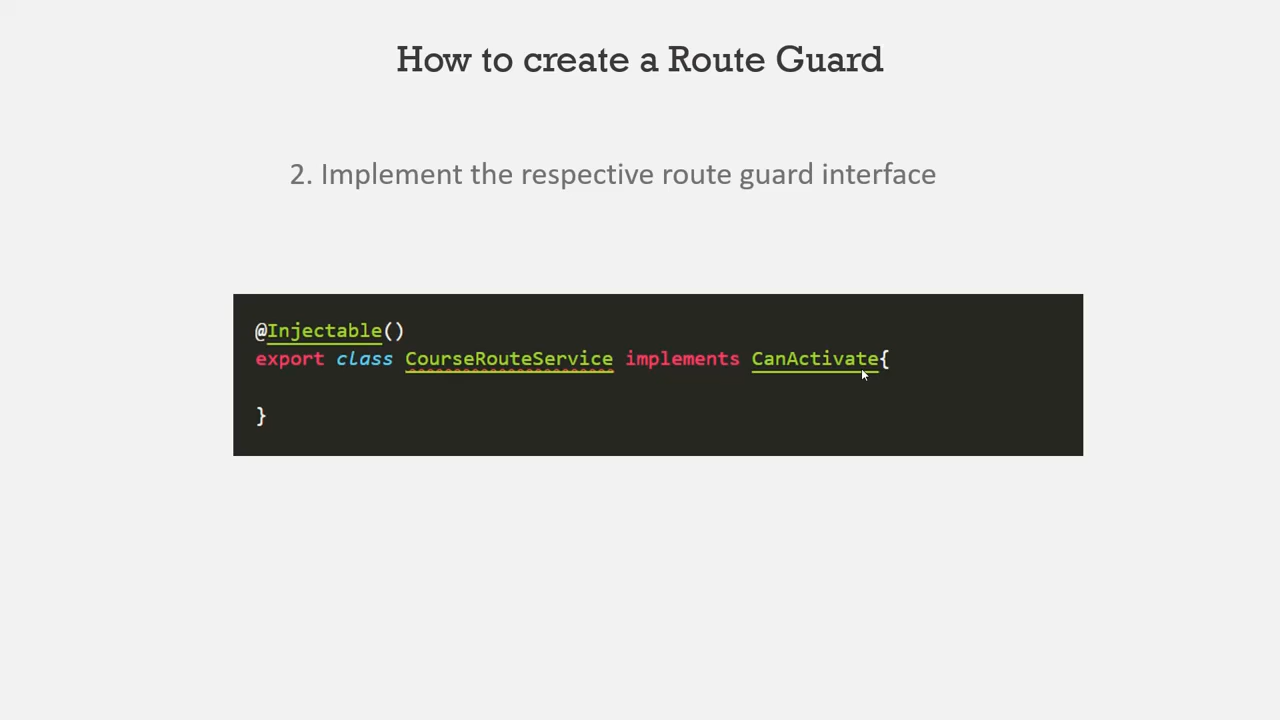 How to create a Route Guard
2. Implement the respective route guard interface
@Injectable()
export class CourseRouteService implements CanActivate{
}